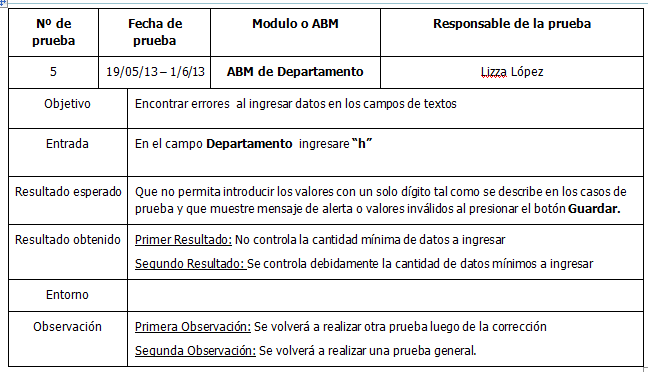 Nº de prueba Fecha de prueba Modulo o ABM Responsable de la prueba
5 19/05/13 – 1/6/13 ABM de Departamento Lizza López
Objetivo Encontrar errores al ingresar datos en los campos de textos
Entrada En el campo Departamento ingresare “h”
Resultado esperado Que no permita introducir los valores con un solo dígito tal como se describe en los casos de
prueba y que muestre mensaje de alerta o valores inválidos al presionar el botón Guardar.
Resultado obtenido Primer Resultado: No controla la cantidad mínima de datos a ingresar
Segundo Resultado: Se controla debidamente la cantidad de datos mínimos a ingresar
Entorno
Observación Primera Observación: Se volverá a realizar otra prueba luego de la corrección
Segunda Observación: Se volverá a realizar una prueba general.